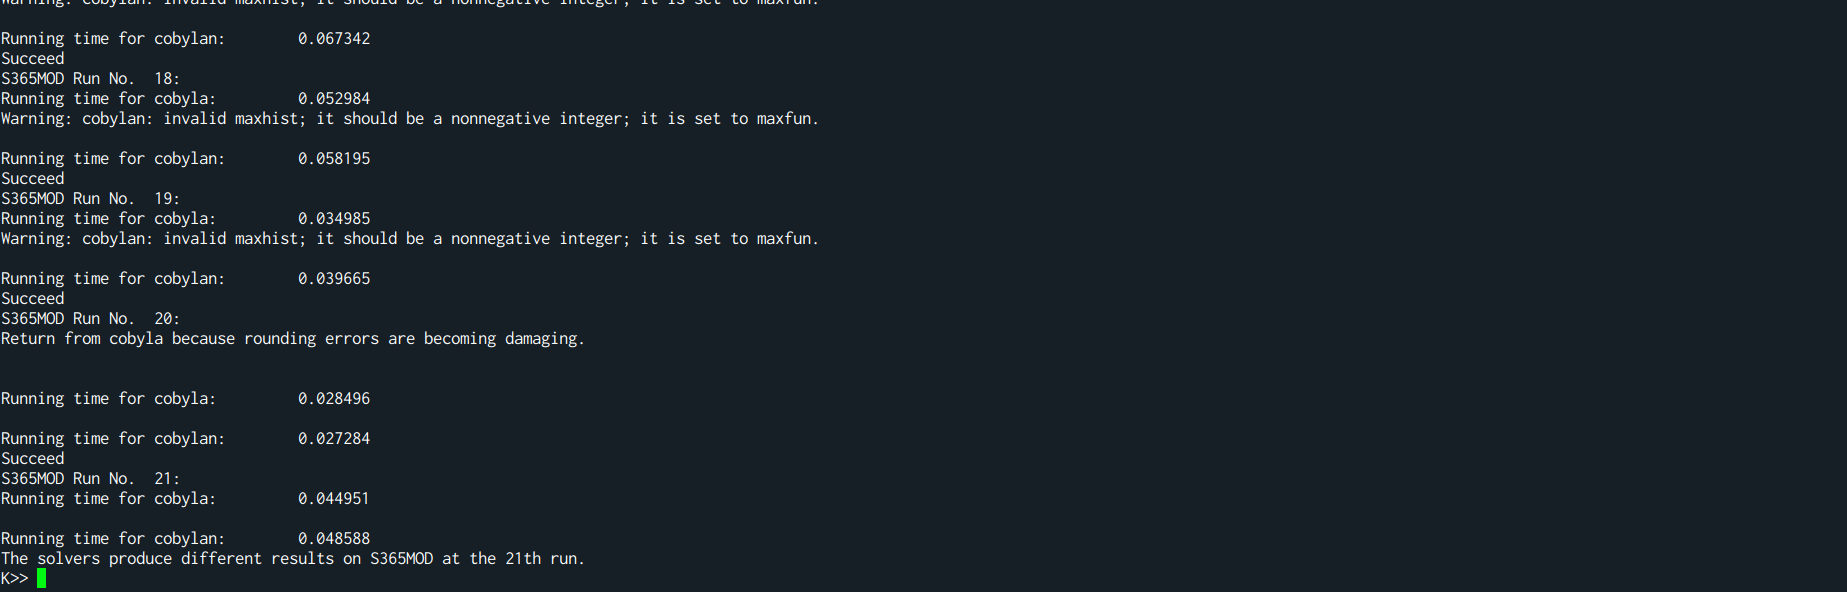 Warning: cobylan: invalid maxhist; it should be a nonnegative integer; it is set to maxfun.
Running time for cobylan:        0.067342
Succeed
S365MOD Run No.  18:
Running time for cobyla:         0.052984
Warning: cobylan: invalid maxhist; it should be a nonnegative integer; it is set to maxfun.
Running time for cobylan:        0.058195
Succeed
S365MOD Run No.  19:
Running time for cobyla:         0.034985
Warning: cobylan: invalid maxhist; it should be a nonnegative integer; it is set to maxfun.
Running time for cobylan:        0.039665
Succeed
S365MOD Run No.  20:
Return from cobyla because rounding errors are becoming damaging.
Running time for cobyla:         0.028496
Running time for cobylan:        0.027284
Succeed
S365MOD Run No.  21:
Running time for cobyla:         0.044951
Running time for cobylan:        0.048588
The solvers produce different results on S365MOD at the 21th run.
K>>